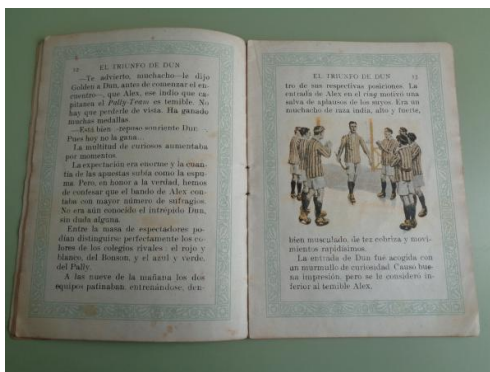 12
EL TRIUNFO DE DUN
—Te advierto, muchacho—le dijo
Golden a Dun, antes de comenzar el en-
cuentro—, que Alex, ese indio que ca-
pitanea el Pully-Team es temible. No
hay que perderle de vista. Ha ganado
muchas medallas.
—Está bien —repuso sonriente Dun—.
Pues hoy no la gana...
La multitud de curiosos aumentaba
por momentos.
La expectación era enorme y la cuan-
tía de las apuestas subía como la espu-
ma. Pero, en honor a la verdad, hemos
de confesar que el bando de Alex con-
taba con mayor número de sufragios.
No era aún conocido el intrépido Dun,
sin duda alguna.
Entre la masa de espectadores po-
dían distinguirse perfectamente los co-
lores de los colegios rivales: el rojo y
blanco, del Houson, y el azul y verde,
del Pally.
A las nueve de la mañana los dos
equipos patinaban, entrenándose, den-
EL TRIUNFO DE DUN
13
tro de sus respectivas posiciones. La
entrada de Alex en el ring motivó una
salva de aplausos de los suyos. Era un
muchacho de raza india, alto y fuerte,
bien musculado, de tez cobriza y movi-
mientos rapidísimos.
La entrada de Dun fué acogida con
un murmullo de curiosidad. Causó bue-
na impresión, pero se le consideró in-
ferior al temible Alex.